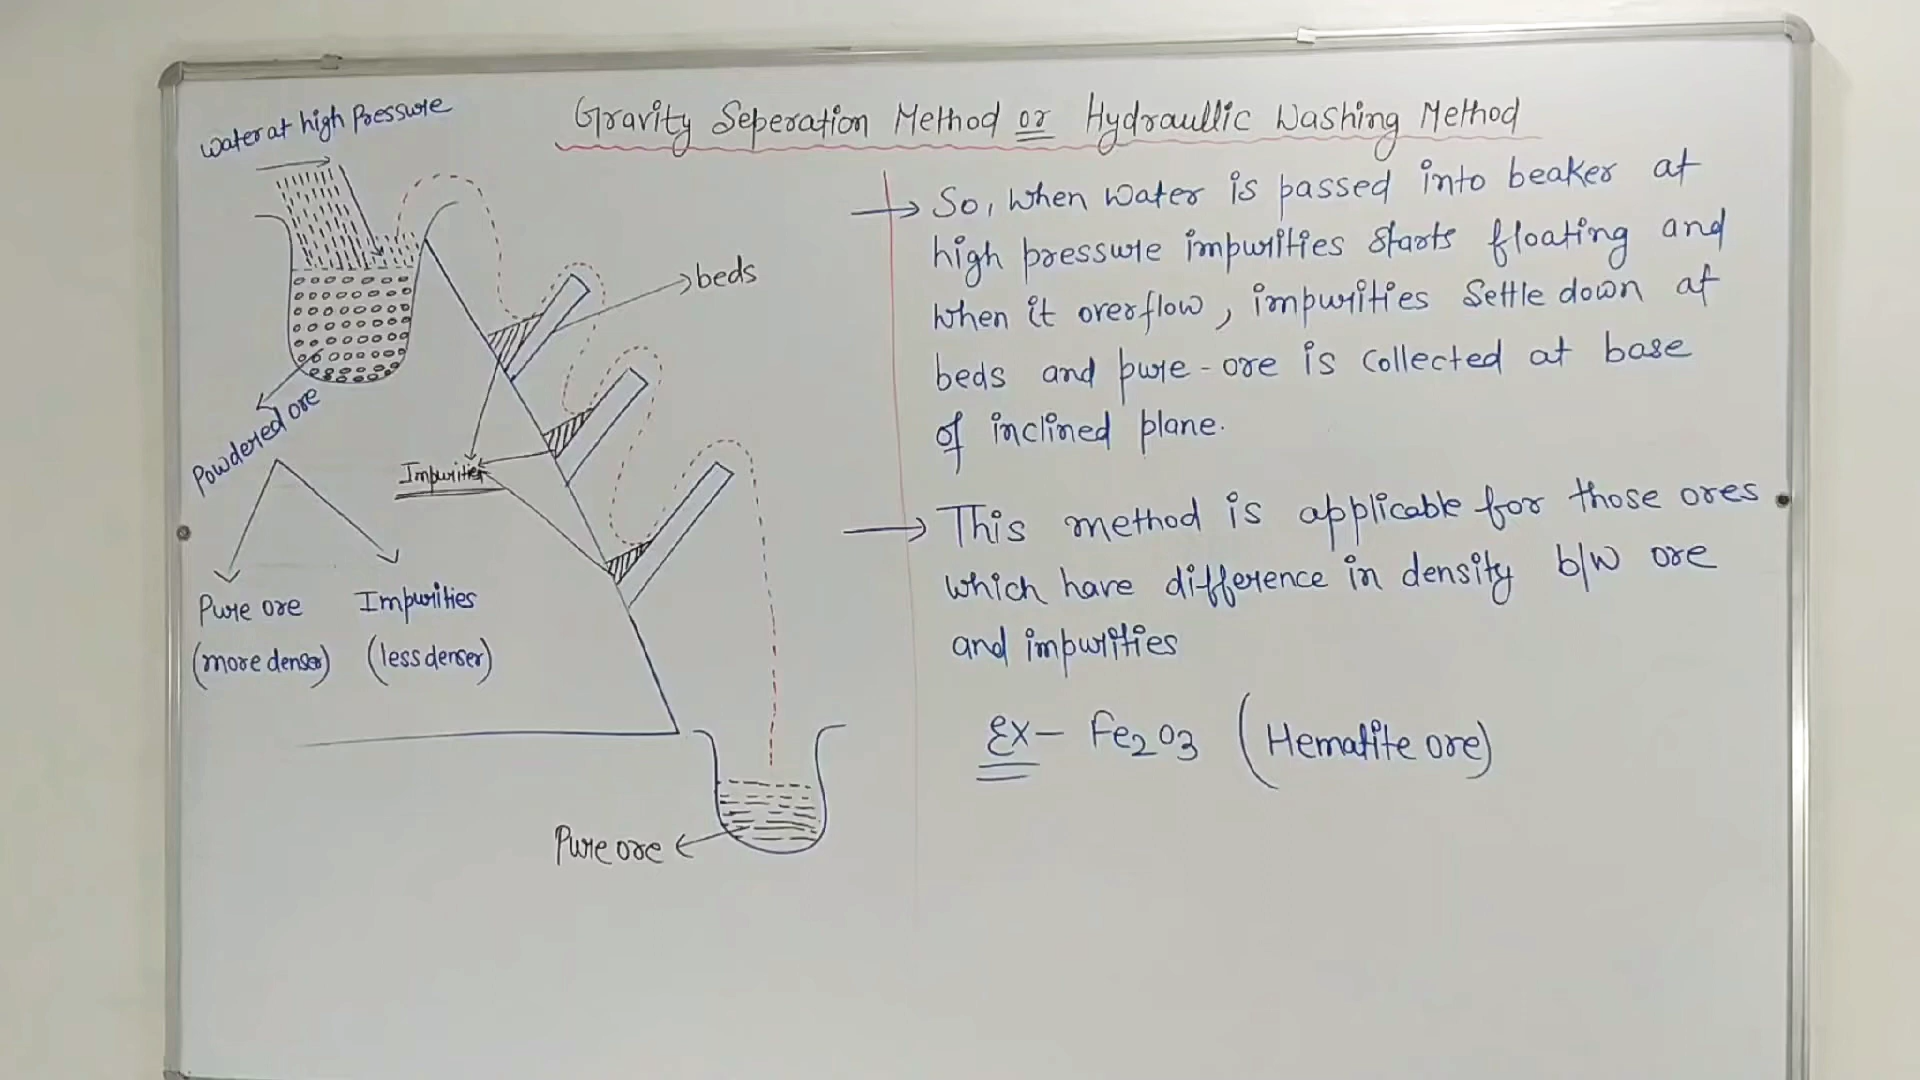 Gravity Seperation Method or Hydraullic Washing Method
water at high Pressure
beds
Powdered ore
Impurities
Pure ore
(more denser)
Impurities
(less denser)
Pure ore
→ So, when water is passed into beaker at
high pressure impurities starts floating and
when it overflow, impurities settle down at
beds and pure-ore is collected at base
of inclined plane.
→ This method is applicable for those ores
which have difference in density b/w ore
and impurities
Ex- Fe2O3 (Hematite ore)